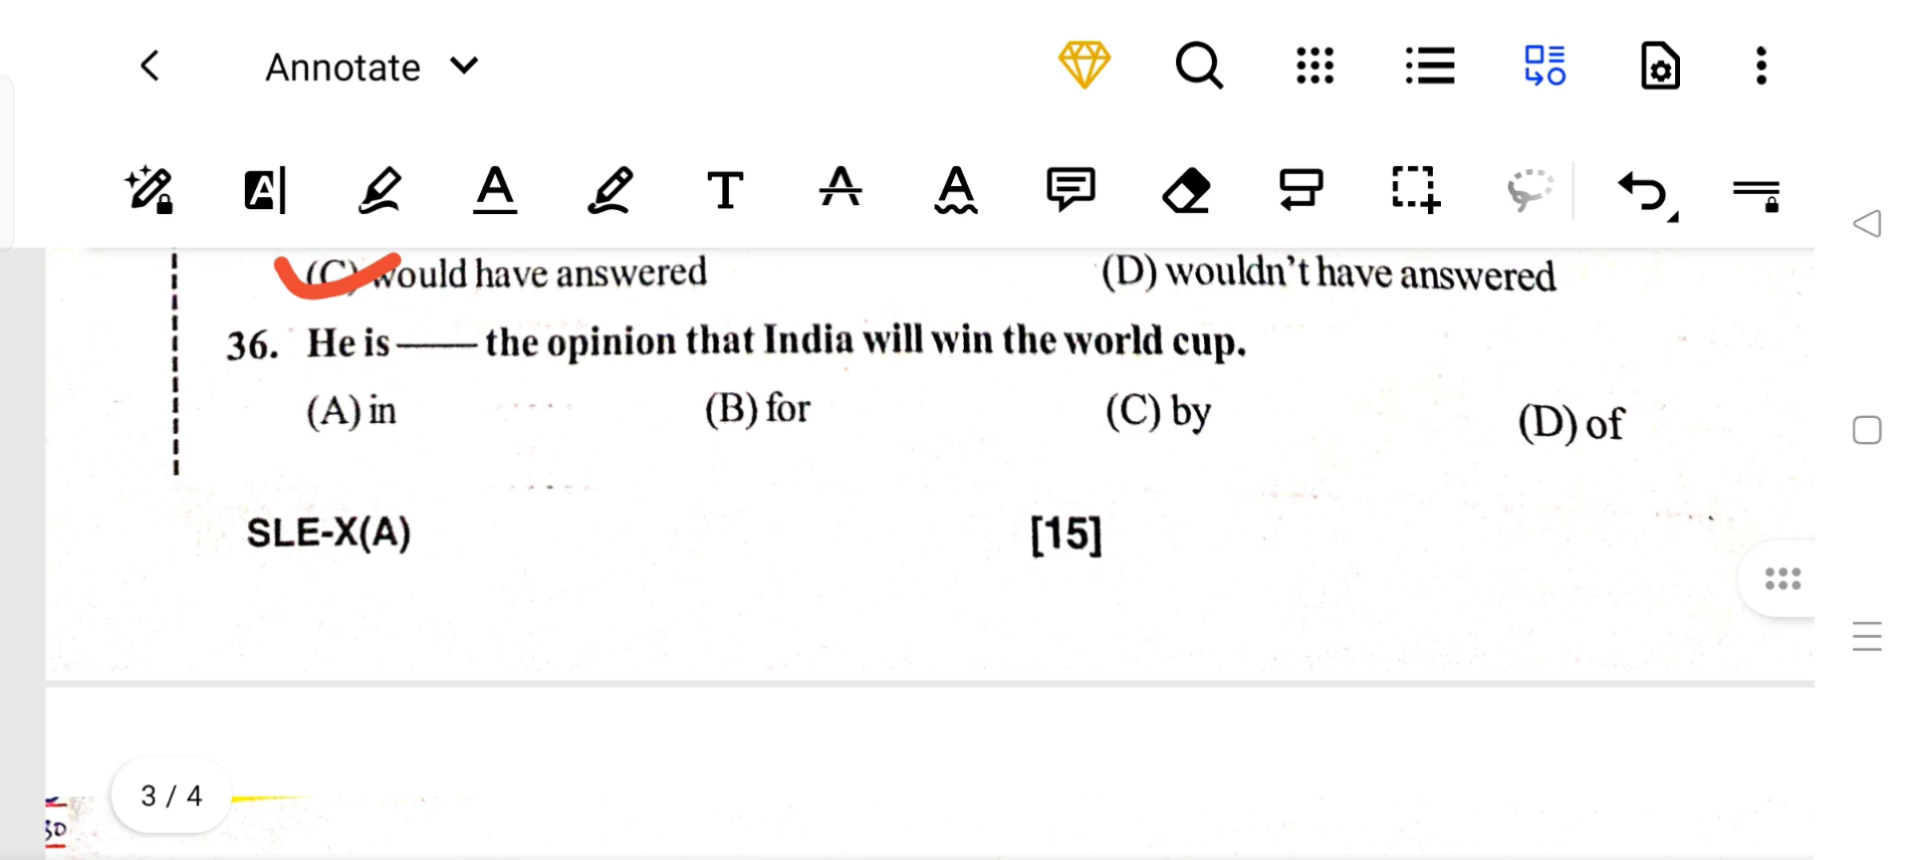 Annotate
(C) would have answered (D) wouldn't have answered
36. He is —— the opinion that India will win the world cup.
(A) in (B) for (C) by (D) of
SLE-X(A) [15]
3 / 4